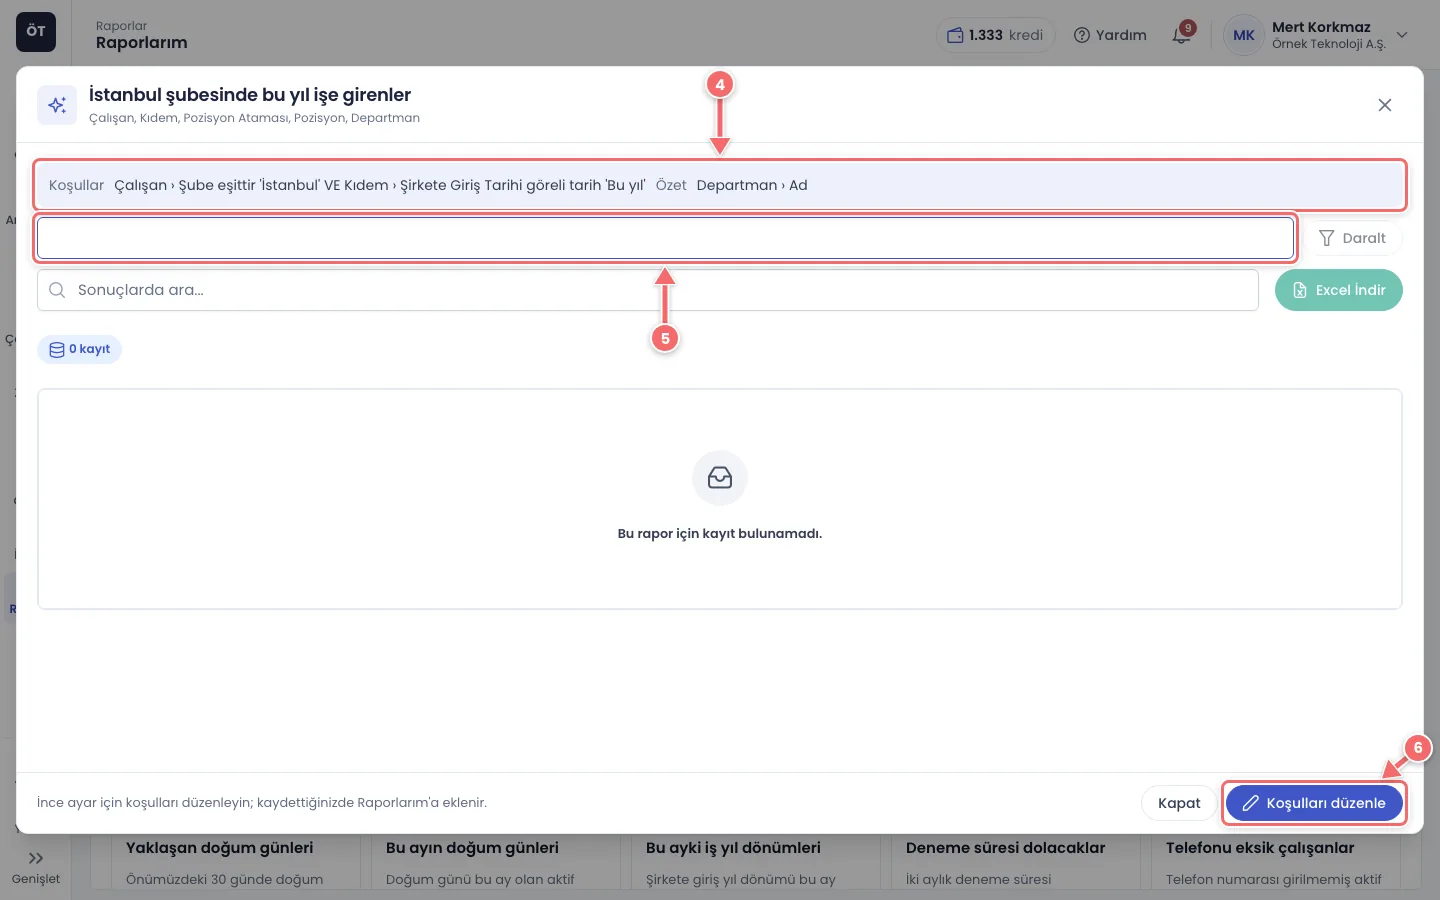 ÖT
Raporlar
Raporlarım
1.333 kredi
Yardım
9
MK
Mert Korkmaz
Örnek Teknoloji A.Ş.
4
İstanbul şubesinde bu yıl işe girenler
Çalışan, Kıdem, Pozisyon Ataması, Pozisyon, Departman
Koşullar Çalışan › Şube eşittir 'İstanbul' VE Kıdem › Şirkete Giriş Tarihi göreli tarih 'Bu yıl' Özet Departman › Ad
Daralt
Sonuçlarda ara...
Excel İndir
5
0 kayıt
Bu rapor için kayıt bulunamadı.
6
İnce ayar için koşulları düzenleyin; kaydettiğinizde Raporlarım'a eklenir.
Kapat
Koşulları düzenle
Genişlet
Yaklaşan doğum günleri
Önümüzdeki 30 günde doğum
Bu ayın doğum günleri
Doğum günü bu ay olan aktif
Bu ayki iş yıl dönümleri
Şirkete giriş yıl dönümü bu ay
Deneme süresi dolacaklar
İki aylık deneme süresi
Telefonu eksik çalışanlar
Telefon numarası girilmemiş aktif